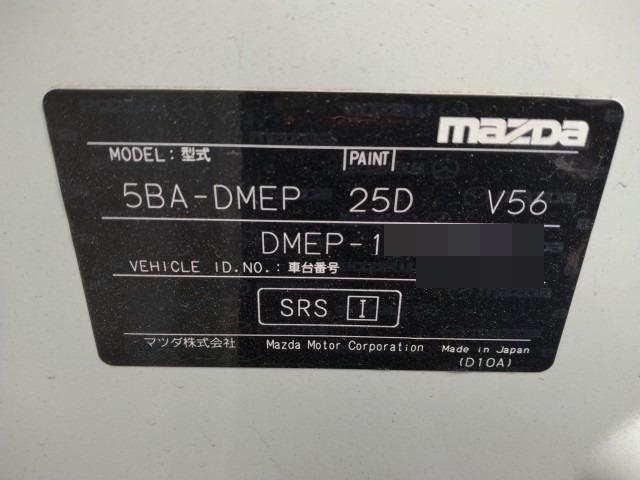 mazda
MODEL: 型式 PAINT
5BA-DMEP 25D V56
DMEP-1
VEHICLE ID.NO.: 車台番号
SRS I
マツダ株式会社 Mazda Motor Corporation Made in Japan
(D10A)